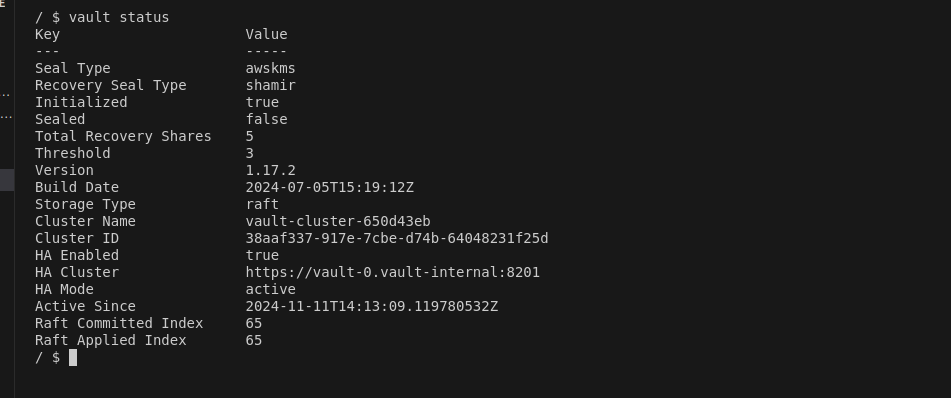 E
/ $ vault status
Key                      Value
---                      -----
Seal Type                awskms
Recovery Seal Type       shamir
Initialized              true
Sealed                   false
Total Recovery Shares    5
Threshold                3
Version                  1.17.2
Build Date               2024-07-05T15:19:12Z
Storage Type             raft
Cluster Name             vault-cluster-650d43eb
Cluster ID               38aaf337-917e-7cbe-d74b-64048231f25d
HA Enabled               true
HA Cluster               https://vault-0.vault-internal:8201
HA Mode                  active
Active Since             2024-11-11T14:13:09.119780532Z
Raft Committed Index     65
Raft Applied Index       65
/ $